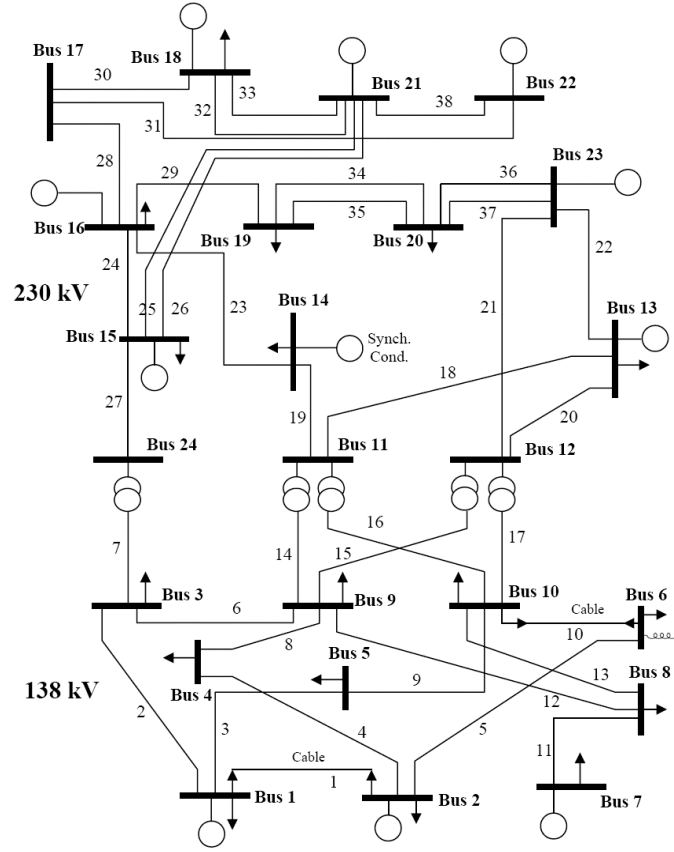 Bus 17
Bus 18
Bus 21
Bus 22
30
33
32
38
31
28
Bus 23
29
34
36
35
37
Bus 16
Bus 19
Bus 20
22
24
230 kV
25
26
23
Bus 14
21
Bus 13
Bus 15
Synch.
Cond.
18
27
19
20
Bus 24
Bus 11
Bus 12
16
7
14
15
17
Bus 3
Bus 9
Bus 10
Bus 6
6
Cable
10
8
Bus 5
Bus 4
9
13
Bus 8
138 kV
2
3
4
5
12
11
Cable
1
Bus 1
Bus 2
Bus 7